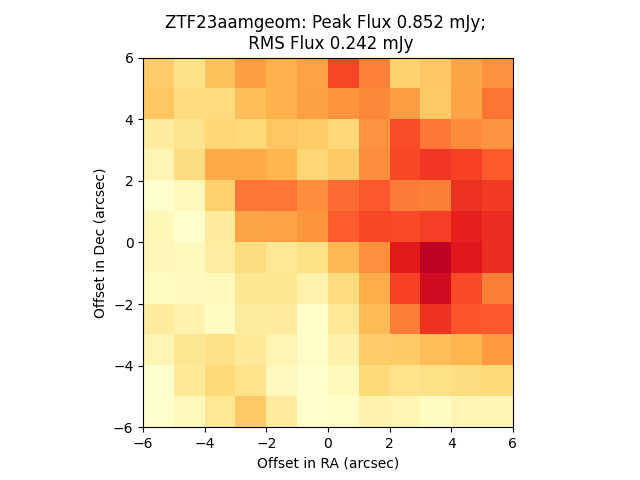 ZTF23aamgeom: Peak Flux 0.852 mJy;
RMS Flux 0.242 mJy
6
4
2
0
−2
−4
−6
Offset in Dec (arcsec)
−6 −4 −2 0 2 4 6
Offset in RA (arcsec)